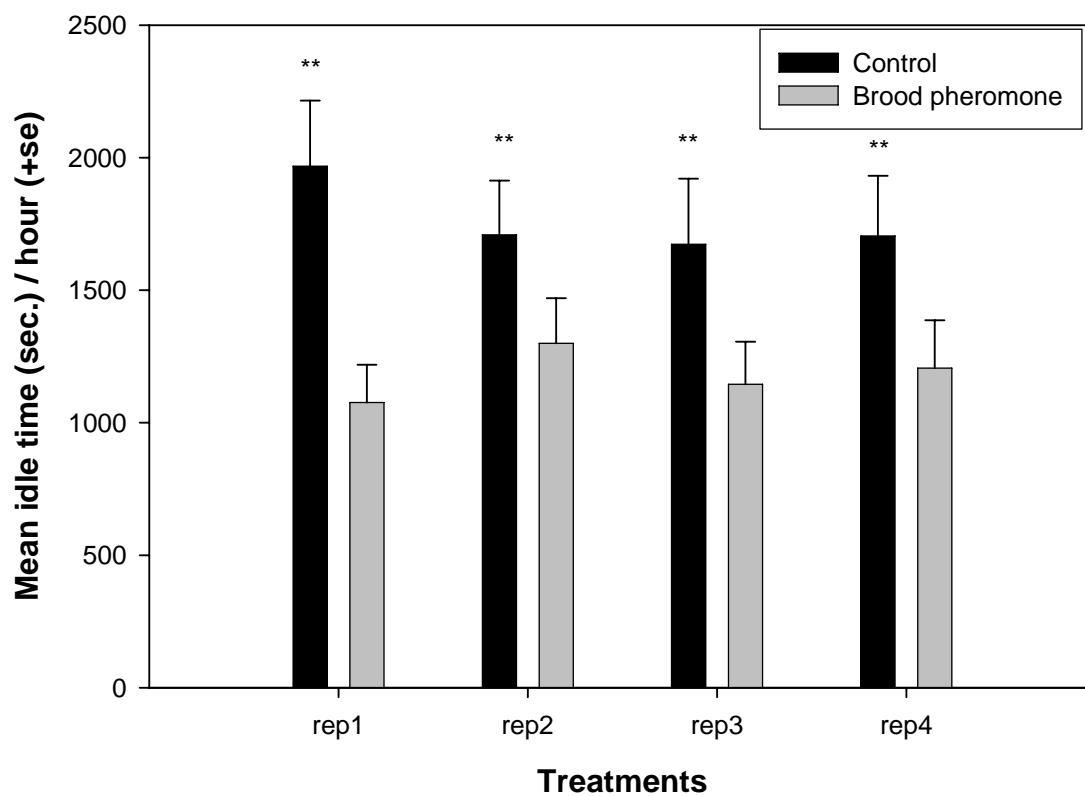 Mean idle time (sec.) / hour (+se)
2500
2000
1500
1000
500
0
**
**
**
**
Control
Brood pheromone
rep1 rep2 rep3 rep4
Treatments